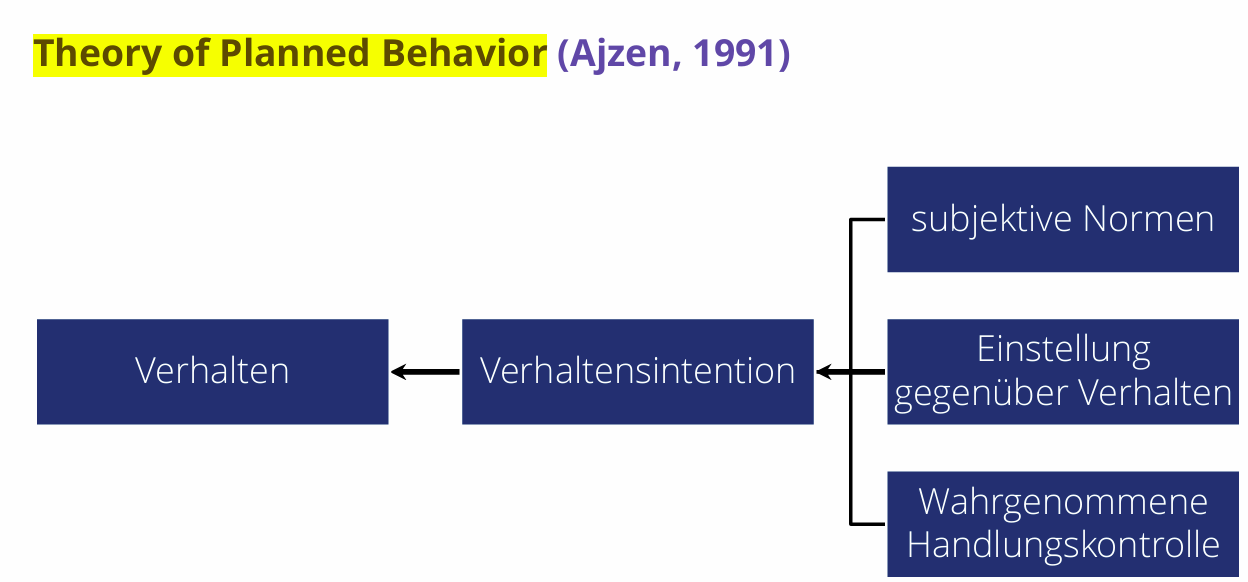 Theory of Planned Behavior (Ajzen, 1991)
subjektive Normen
Verhalten
Verhaltensintention
Einstellung
gegenüber Verhalten
Wahrgenommene
Handlungskontrolle